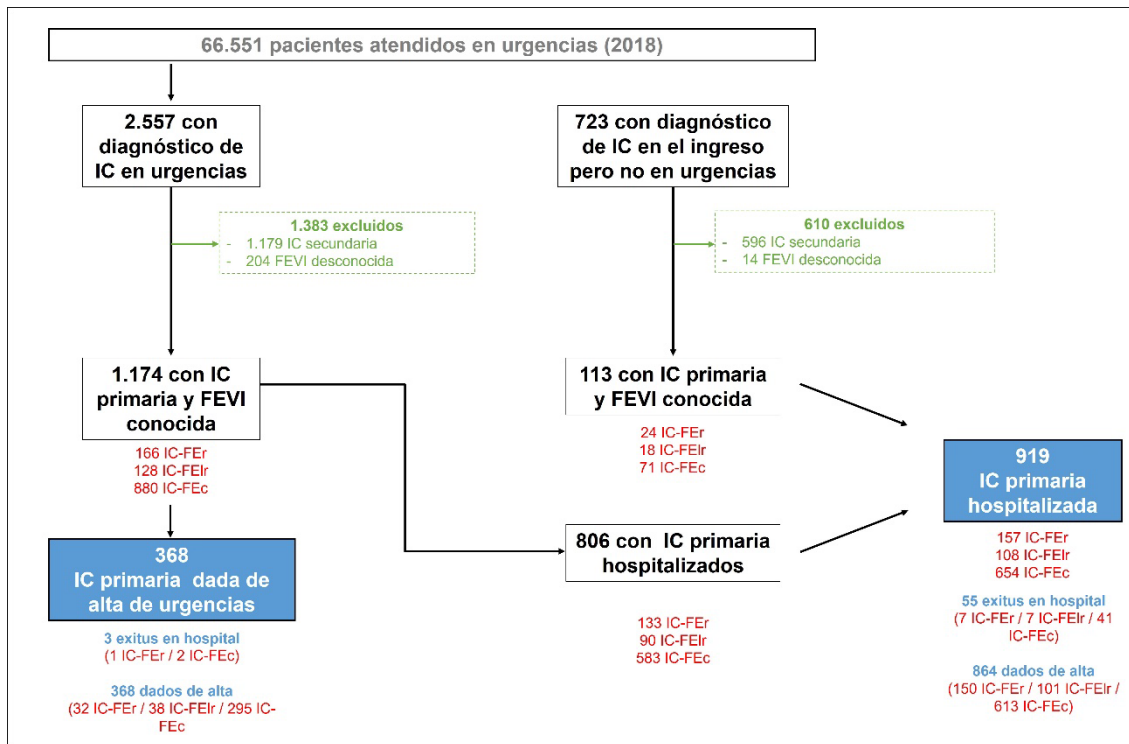 66.551 pacientes atendidos en urgencias (2018)
2.557 con
diagnóstico de
IC en urgencias
723 con diagnóstico
de IC en el ingreso
pero no en urgencias
1.383 excluidos
- 1.179 IC secundaria
- 204 FEVI desconocida
610 excluidos
- 596 IC secundaria
- 14 FEVI desconocida
1.174 con IC
primaria y FEVI
conocida
166 IC-FEr
128 IC-FElr
880 IC-FEc
113 con IC primaria
y FEVI conocida
24 IC-FEr
18 IC-FElr
71 IC-FEc
919
IC primaria
hospitalizada
157 IC-FEr
108 IC-FElr
654 IC-FEc
55 exitus en hospital
(7 IC-FEr / 7 IC-FElr / 41
IC-FEc)
864 dados de alta
(150 IC-FEr / 101 IC-FElr /
613 IC-FEc)
806 con IC primaria
hospitalizados
133 IC-FEr
90 IC-FElr
583 IC-FEc
368
IC primaria dada de
alta de urgencias
3 exitus en hospital
(1 IC-FEr / 2 IC-FEc)
368 dados de alta
(32 IC-FEr / 38 IC-FElr / 295 IC-
FEc